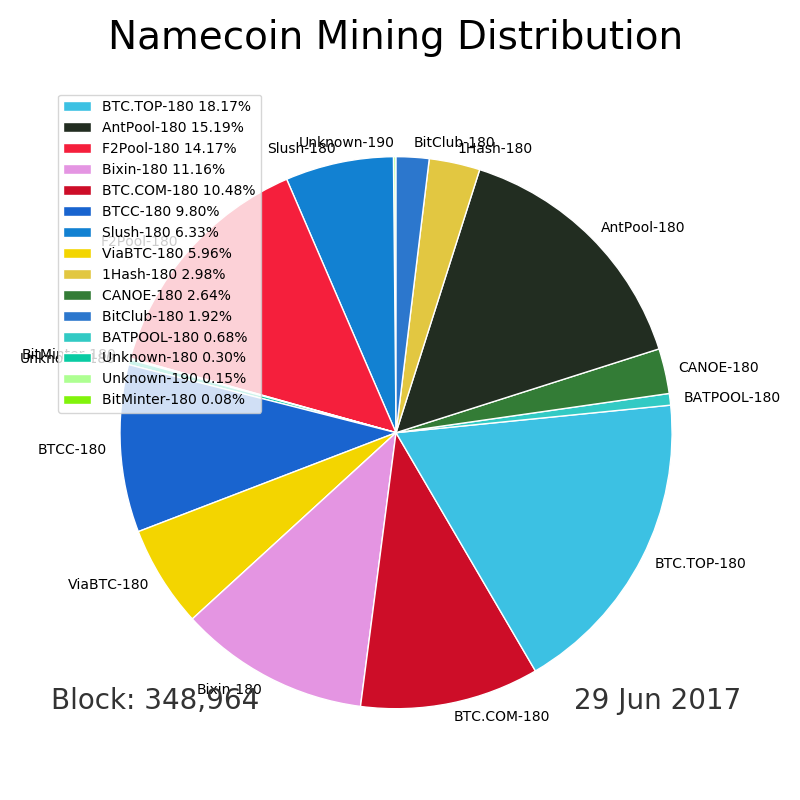 Namecoin Mining Distribution
BTC.TOP-180 18.17%
AntPool-180 15.19%
F2Pool-180 14.17%
Bixin-180 11.16%
BTC.COM-180 10.48%
BTCC-180 9.80%
Slush-180 6.33%
ViaBTC-180 5.96%
1Hash-180 2.98%
CANOE-180 2.64%
BitClub-180 1.92%
BATPOOL-180 0.68%
Unknown-180 0.30%
Unknown-190 0.15%
BitMinter-180 0.08%
Unknown-190
BitClub-180
Slush-180
1Hash-180
AntPool-180
F2Pool-180
BitMinter-180
Unknown-180
CANOE-180
BATPOOL-180
BTCC-180
BTC.TOP-180
ViaBTC-180
Bixin-180
BTC.COM-180
Block: 348,964
29 Jun 2017